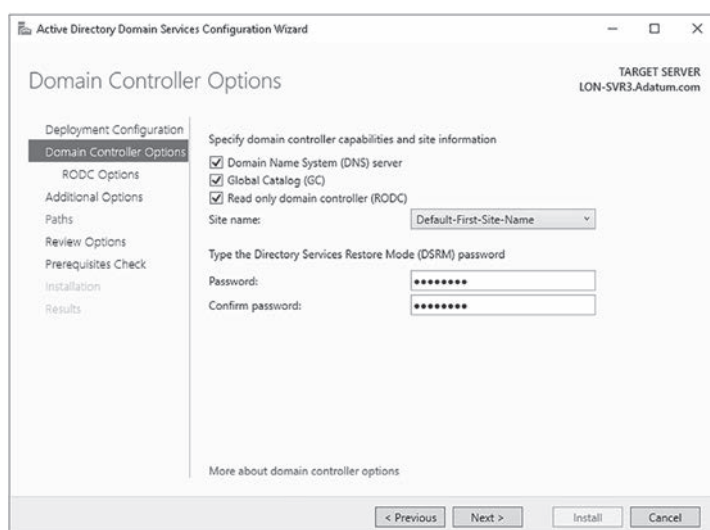 Active Directory Domain Services Configuration Wizard
Domain Controller Options
TARGET SERVER
LON-SVR3.Adatum.com
Deployment Configuration
Domain Controller Options
RODC Options
Additional Options
Paths
Review Options
Prerequisites Check
Installation
Results
Specify domain controller capabilities and site information
Domain Name System (DNS) server
Global Catalog (GC)
Read only domain controller (RODC)
Site name: Default-First-Site-Name
Type the Directory Services Restore Mode (DSRM) password
Password: ••••••••
Confirm password: ••••••••
More about domain controller options
< Previous Next > Install Cancel